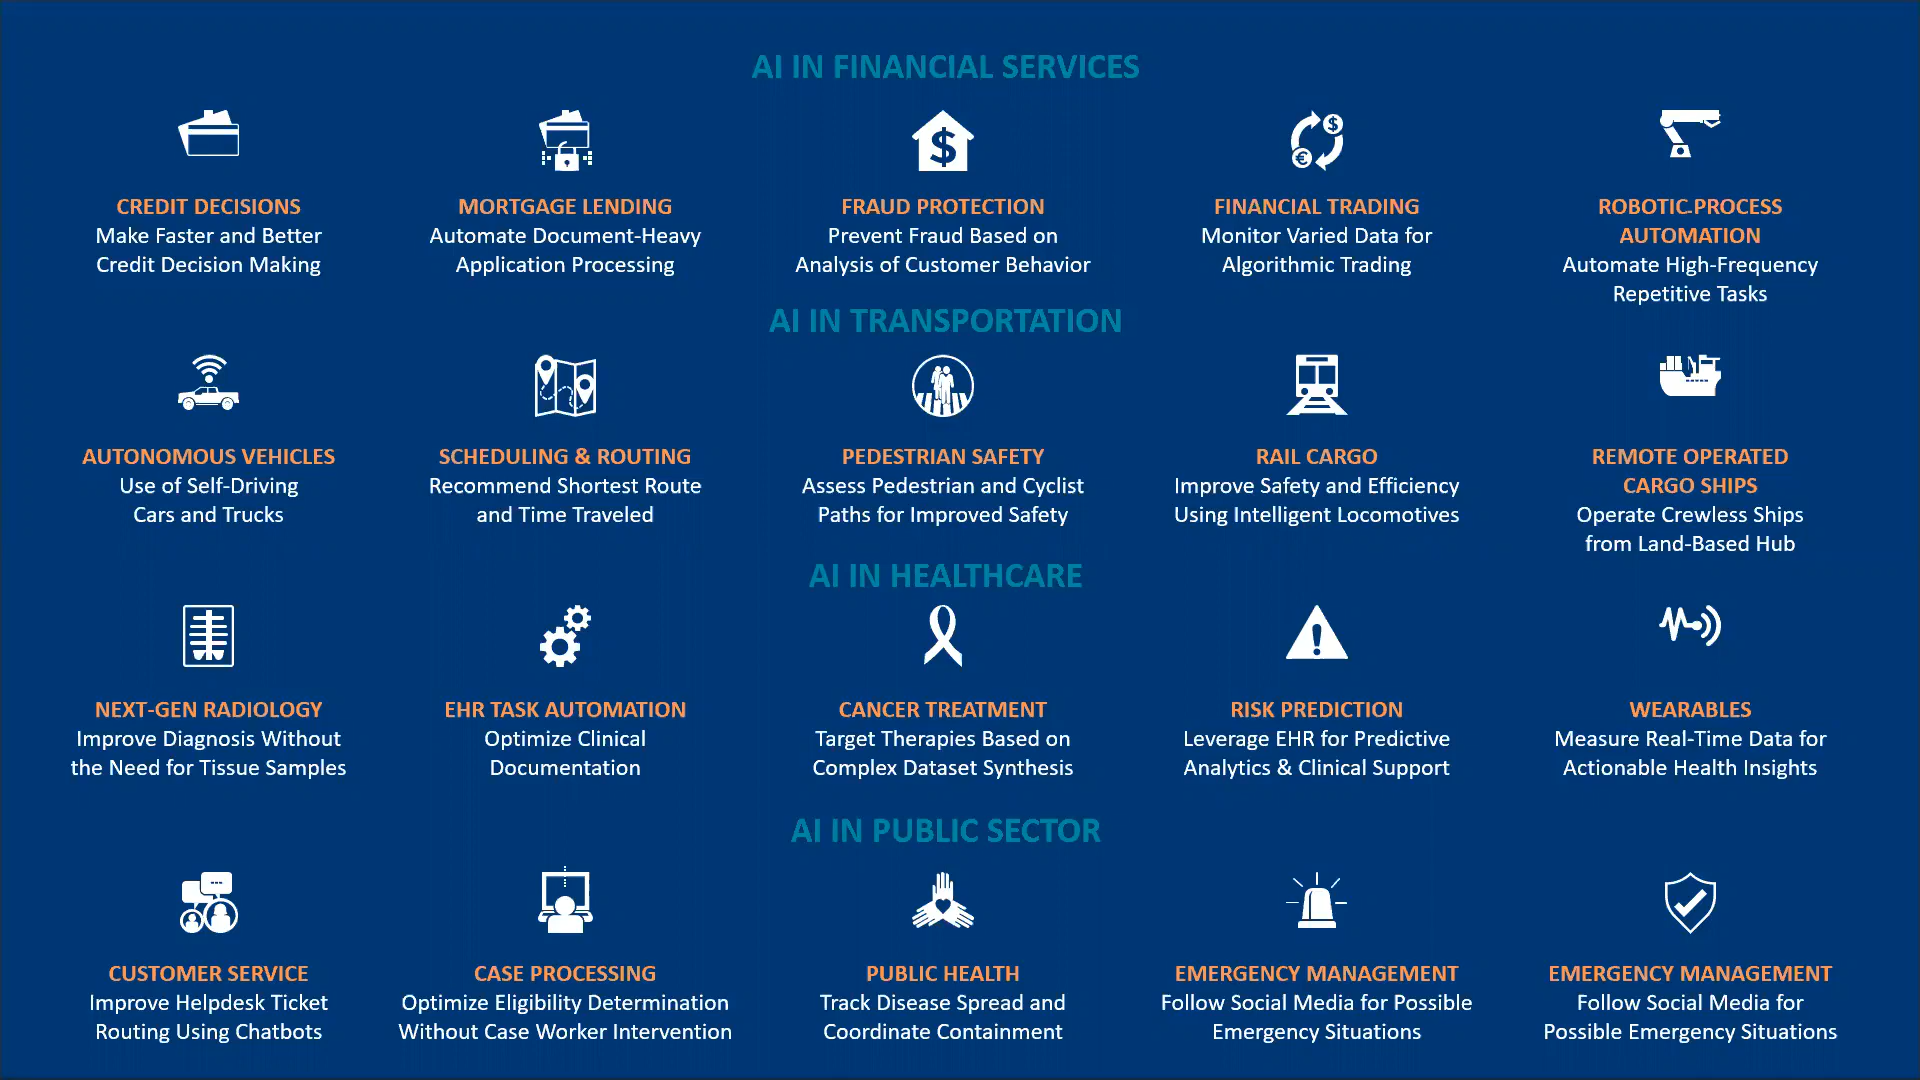 AI IN FINANCIAL SERVICES
CREDIT DECISIONS
Make Faster and Better
Credit Decision Making
MORTGAGE LENDING
Automate Document-Heavy
Application Processing
FRAUD PROTECTION
Prevent Fraud Based on
Analysis of Customer Behavior
FINANCIAL TRADING
Monitor Varied Data for
Algorithmic Trading
ROBOTIC-PROCESS
AUTOMATION
Automate High-Frequency
Repetitive Tasks
AI IN TRANSPORTATION
AUTONOMOUS VEHICLES
Use of Self-Driving
Cars and Trucks
SCHEDULING & ROUTING
Recommend Shortest Route
and Time Traveled
PEDESTRIAN SAFETY
Assess Pedestrian and Cyclist
Paths for Improved Safety
RAIL CARGO
Improve Safety and Efficiency
Using Intelligent Locomotives
REMOTE OPERATED
CARGO SHIPS
Operate Crewless Ships
from Land-Based Hub
AI IN HEALTHCARE
NEXT-GEN RADIOLOGY
Improve Diagnosis Without
the Need for Tissue Samples
EHR TASK AUTOMATION
Optimize Clinical
Documentation
CANCER TREATMENT
Target Therapies Based on
Complex Dataset Synthesis
RISK PREDICTION
Leverage EHR for Predictive
Analytics & Clinical Support
WEARABLES
Measure Real-Time Data for
Actionable Health Insights
AI IN PUBLIC SECTOR
CUSTOMER SERVICE
Improve Helpdesk Ticket
Routing Using Chatbots
CASE PROCESSING
Optimize Eligibility Determination
Without Case Worker Intervention
PUBLIC HEALTH
Track Disease Spread and
Coordinate Containment
EMERGENCY MANAGEMENT
Follow Social Media for Possible
Emergency Situations
EMERGENCY MANAGEMENT
Follow Social Media for
Possible Emergency Situations